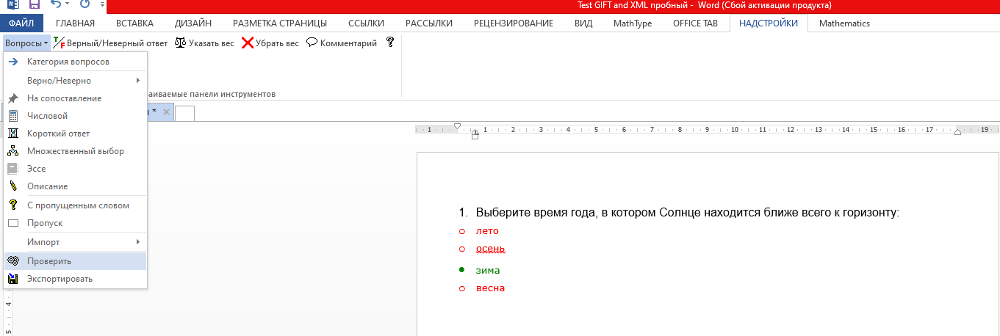 Test GIFT and XML пробный - Word (Сбой активации продукта)
ФАЙЛ ГЛАВНАЯ ВСТАВКА ДИЗАЙН РАЗМЕТКА СТРАНИЦЫ ССЫЛКИ РАССЫЛКИ РЕЦЕНЗИРОВАНИЕ ВИД MathType OFFICE TAB НАДСТРОЙКИ Mathematics
Вопросы Верный/Неверный ответ Указать вес Убрать вес Комментарий
Категория вопросов
Верно/Неверно
аиваемые панели инструментов
На сопоставление
Числовой
*
Короткий ответ
1 1 2 3 4 5 6 7 8 9 10 11 12 13 14 15 16 17 19
Множественный выбор
Эссе
Описание
С пропущенным словом
Пропуск
Импорт
Проверить
Экспортировать
1. Выберите время года, в котором Солнце находится ближе всего к горизонту:
лето
осень
зима
весна
4
5